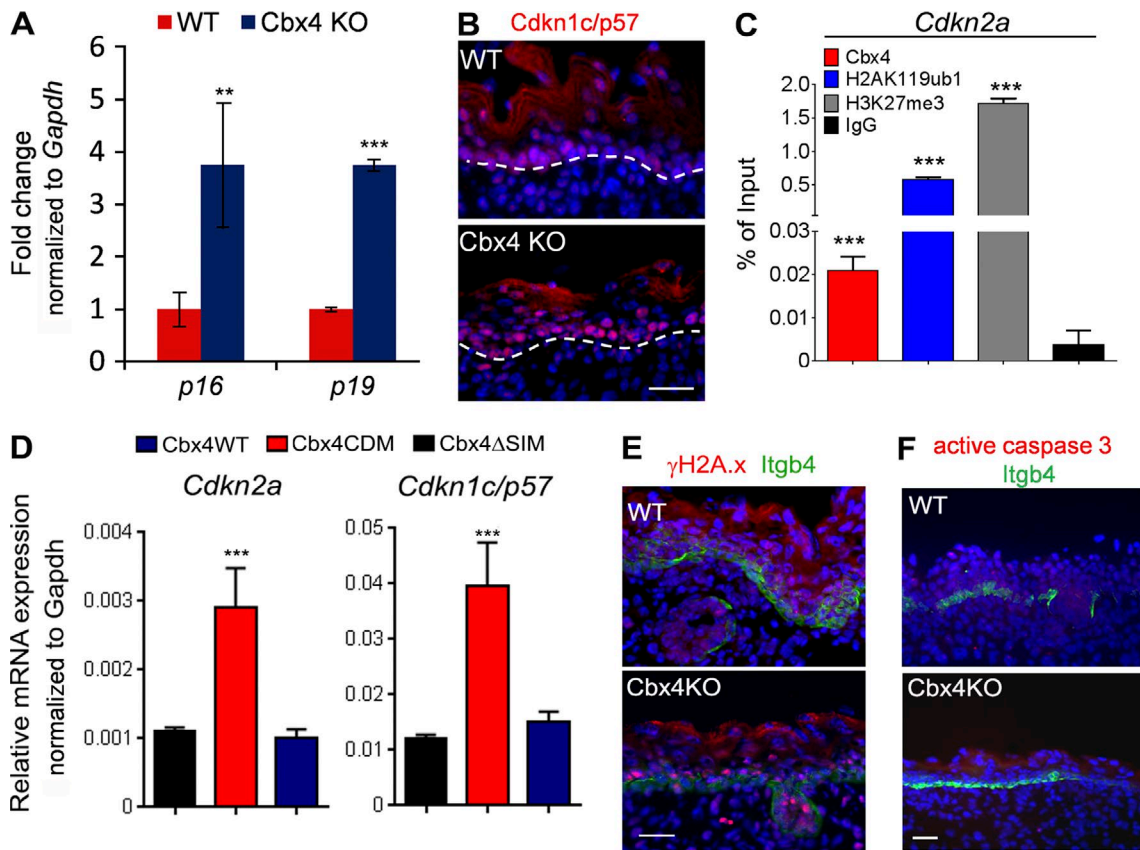 A
WT Cbx4 KO
Fold change
normalized to Gapdh
6
5
4
3
2
1
0
**
***
p16 p19
B
Cdkn1c/p57
WT
Cbx4 KO
C
Cdkn2a
Cbx4
H2AK119ub1
H3K27me3
IgG
% of Input
2.0
1.5
1.0
0.5
0.03
0.02
0.01
0
***
***
***
D
Cbx4WT Cbx4CDM Cbx4ΔSIM
Relative mRNA expression
normalized to Gapdh
Cdkn2a
0.004
0.003
0.002
0.001
0
***
Cdkn1c/p57
0.05
0.04
0.03
0.02
0.01
0
***
E
γH2A.x Itgb4
WT
Cbx4KO
F
active caspase 3
Itgb4
WT
Cbx4KO